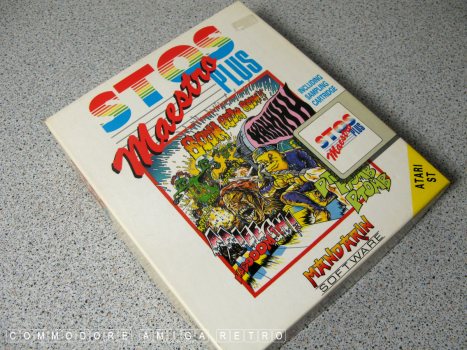 STOS
Maestro
PLUS
INCLUDING
SAMPLING
CARTRIDGE
STOS
Maestro
PLUS
ATARI
ST
MANDARIN
SOFTWARE
COMMODORE AMIGA RETRO